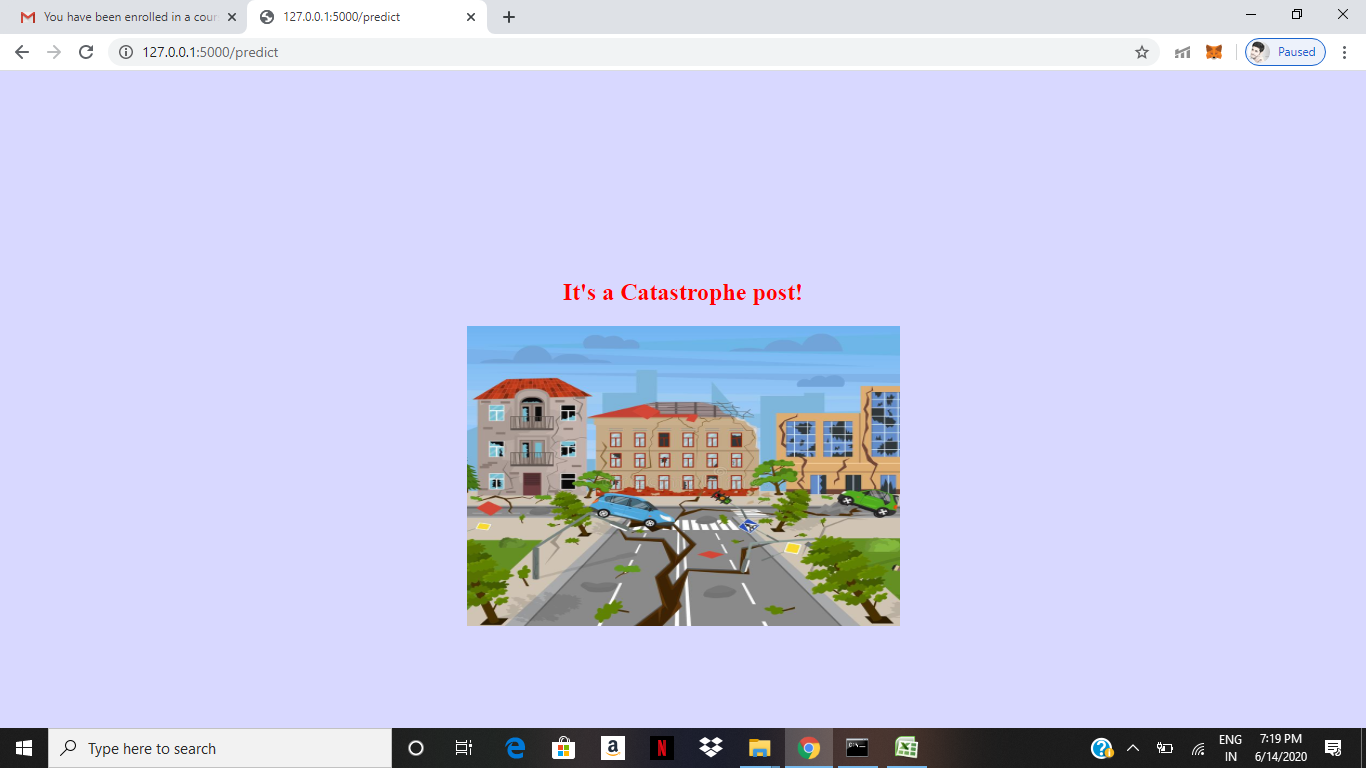 You have been enrolled in a cour
127.0.0.1:5000/predict
127.0.0.1:5000/predict
Paused
It's a Catastrophe post!
Type here to search
ENG
IN
7:19 PM
6/14/2020